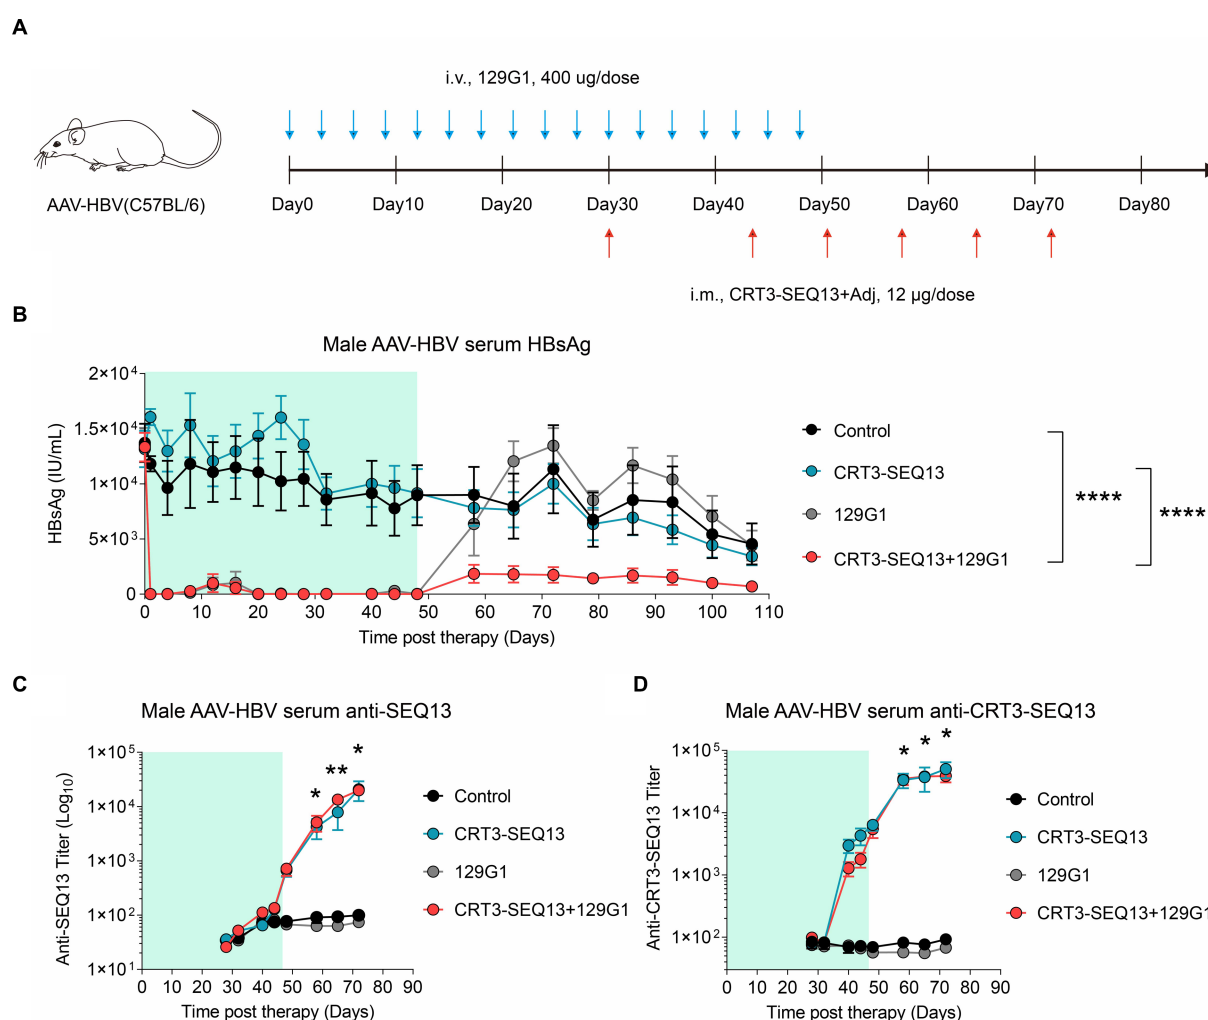 A
i.v., 129G1, 400 ug/dose
AAV-HBV(C57BL/6)
Day0 Day10 Day20 Day30 Day40 Day50 Day60 Day70 Day80
i.m., CRT3-SEQ13+Adj, 12 µg/dose
B
Male AAV-HBV serum HBsAg
HBsAg (IU/mL)
2×10⁴
1.5×10⁴
1×10⁴
5×10³
0
0 10 20 30 40 50 60 70 80 90 100 110
Time post therapy (Days)
Control
CRT3-SEQ13
129G1
CRT3-SEQ13+129G1
****
****
C
Male AAV-HBV serum anti-SEQ13
Anti-SEQ13 Titer (Log₁₀)
1×10⁵
1×10⁴
1×10³
1×10²
1×10¹
0 10 20 30 40 50 60 70 80 90
Time post therapy (Days)
*
**
*
Control
CRT3-SEQ13
129G1
CRT3-SEQ13+129G1
D
Male AAV-HBV serum anti-CRT3-SEQ13
Anti-CRT3-SEQ13 Titer
1×10⁵
1×10⁴
1×10³
1×10²
0 10 20 30 40 50 60 70 80 90
Time post therapy (Days)
*
*
*
Control
CRT3-SEQ13
129G1
CRT3-SEQ13+129G1